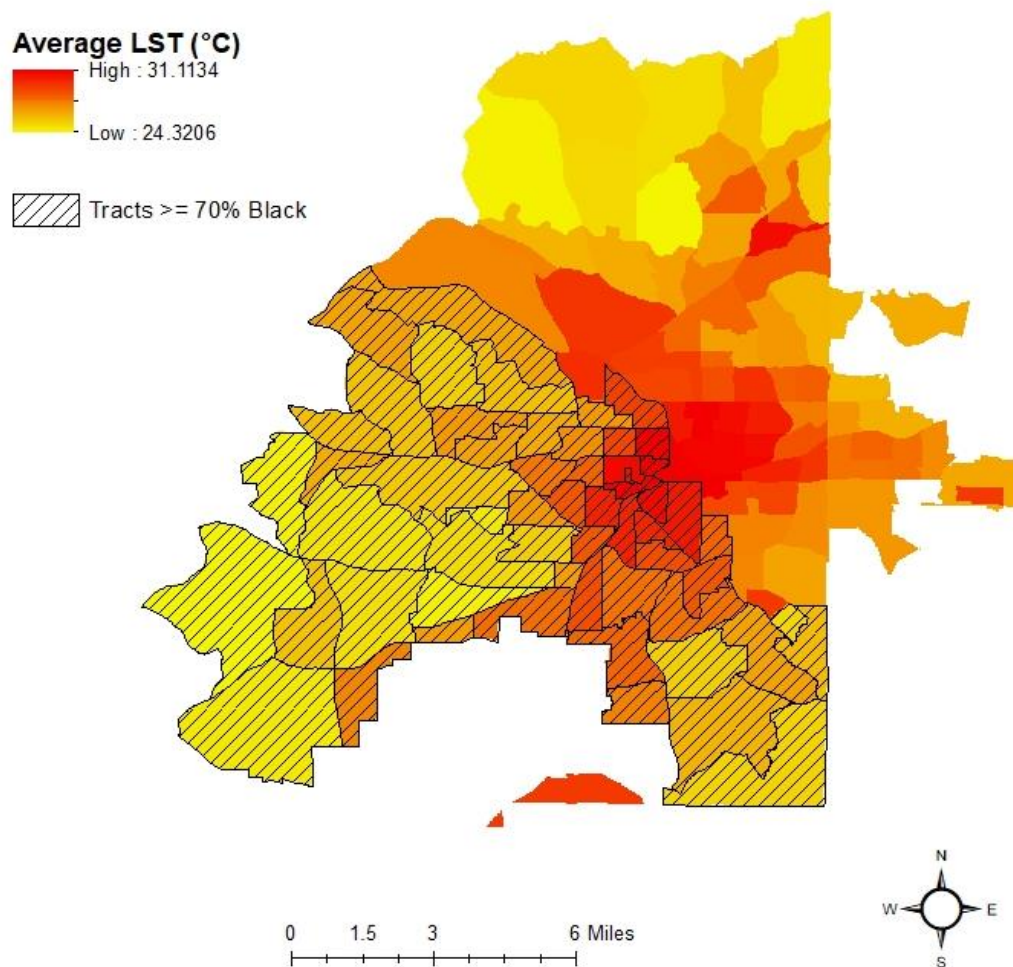 Average LST (°C)
High : 31.1134
Low : 24.3206
Tracts >= 70% Black
N
W E
S
0 1.5 3 6 Miles